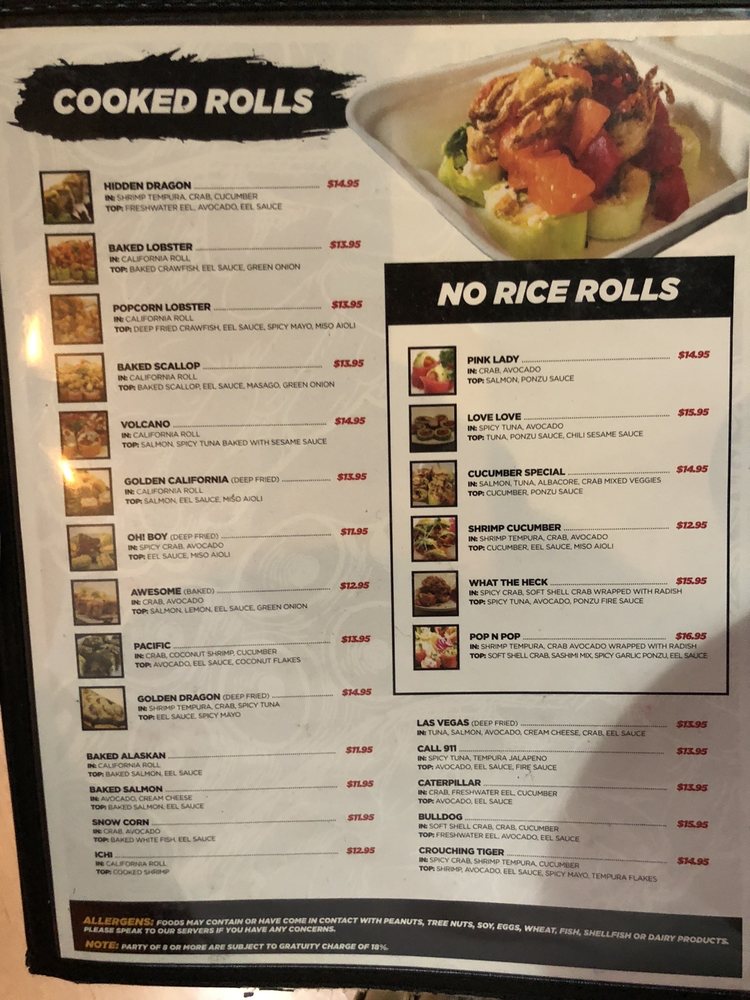 COOKED ROLLS
HIDDEN DRAGON $14.95
IN: SHRIMP TEMPURA, CRAB, CUCUMBER
TOP: FRESHWATER EEL, AVOCADO, EEL SAUCE
BAKED LOBSTER $13.95
IN: CALIFORNIA ROLL
TOP: BAKED CRAWFISH, EEL SAUCE, GREEN ONION
POPCORN LOBSTER $13.95
IN: CALIFORNIA ROLL
TOP: DEEP FRIED CRAWFISH, EEL SAUCE, SPICY MAYO, MISO AIOLI
BAKED SCALLOP $13.95
IN: CALIFORNIA ROLL
TOP: BAKED SCALLOP, EEL SAUCE, MASAGO, GREEN ONION
VOLCANO $14.95
IN: CALIFORNIA ROLL
TOP: SALMON, SPICY TUNA BAKED WITH SESAME SAUCE
GOLDEN CALIFORNIA (DEEP FRIED) $13.95
IN: CALIFORNIA ROLL
TOP: SALMON, EEL SAUCE, MISO AIOLI
OH! BOY (DEEP FRIED) $11.95
IN: SPICY CRAB, AVOCADO
TOP: EEL SAUCE, MISO AIOLI
AWESOME (BAKED) $12.95
IN: CRAB, AVOCADO
TOP: SALMON, LEMON, EEL SAUCE, GREEN ONION
PACIFIC $13.95
IN: CRAB, COCONUT SHRIMP, CUCUMBER
TOP: AVOCADO, EEL SAUCE, COCONUT FLAKES
GOLDEN DRAGON (DEEP FRIED) $14.95
IN: SHRIMP TEMPURA, CRAB, SPICY TUNA
TOP: EEL SAUCE, SPICY MAYO
BAKED ALASKAN $11.95
IN: CALIFORNIA ROLL
TOP: BAKED SALMON, EEL SAUCE
BAKED SALMON $11.95
IN: AVOCADO, CREAM CHEESE
TOP: BAKED SALMON, EEL SAUCE
SNOW CORN $11.95
IN: CRAB, AVOCADO
TOP: BAKED WHITE FISH, EEL SAUCE
ICHI $12.95
IN: CALIFORNIA ROLL
TOP: COOKED SHRIMP
NO RICE ROLLS
PINK LADY $14.95
IN: CRAB, AVOCADO
TOP: SALMON, PONZU SAUCE
LOVE LOVE $15.95
IN: SPICY TUNA, AVOCADO
TOP: TUNA, PONZU SAUCE, CHILI SESAME SAUCE
CUCUMBER SPECIAL $14.95
IN: SALMON, TUNA, ALBACORE, CRAB MIXED VEGGIES
TOP: CUCUMBER, PONZU SAUCE
SHRIMP CUCUMBER $12.95
IN: SHRIMP TEMPURA, CRAB, AVOCADO
TOP: CUCUMBER, EEL SAUCE, MISO AIOLI
WHAT THE HECK $15.95
IN: SPICY CRAB, SOFT SHELL CRAB WRAPPED WITH RADISH
TOP: SPICY TUNA, AVOCADO, PONZU FIRE SAUCE
POP N POP $16.95
IN: SHRIMP TEMPURA, CRAB AVOCADO WRAPPED WITH RADISH
TOP: SOFT SHELL CRAB, SASHIMI MIX, SPICY GARLIC PONZU, EEL SAUCE
LAS VEGAS (DEEP FRIED) $13.95
IN: TUNA, SALMON, AVOCADO, CREAM CHEESE, CRAB, EEL SAUCE
CALL 911 $13.95
IN: SPICY TUNA, TEMPURA JALAPENO
TOP: AVOCADO, EEL SAUCE, FIRE SAUCE
CATERPILLAR $13.95
IN: CRAB, FRESHWATER EEL, CUCUMBER
TOP: AVOCADO, EEL SAUCE
BULLDOG $15.95
IN: SOFT SHELL CRAB, CRAB, CUCUMBER
TOP: FRESHWATER EEL, AVOCADO, EEL SAUCE
CROUCHING TIGER $14.95
IN: SPICY CRAB, SHRIMP TEMPURA, CUCUMBER
TOP: SHRIMP, AVOCADO, EEL SAUCE, SPICY MAYO, TEMPURA FLAKES
ALLERGENS: FOODS MAY CONTAIN OR HAVE COME IN CONTACT WITH PEANUTS, TREE NUTS, SOY, EGGS, WHEAT, FISH, SHELLFISH OR DAIRY PRODUCTS.
PLEASE SPEAK TO OUR SERVERS IF YOU HAVE ANY CONCERNS.
NOTE: PARTY OF 8 OR MORE ARE SUBJECT TO GRATUITY CHARGE OF 18%.